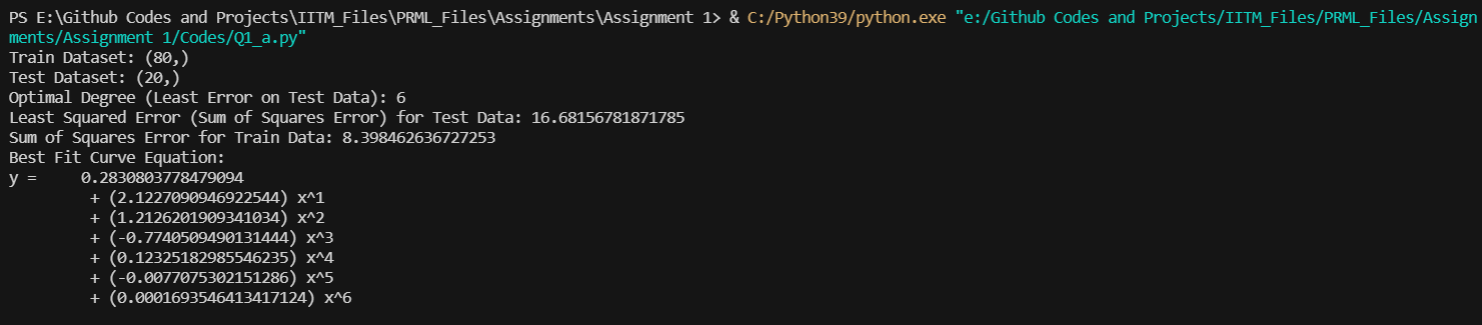 PS E:\Github Codes and Projects\IITM_Files\PRML_Files\Assignments\Assignment 1> & C:/Python39/python.exe "e:/Github Codes and Projects/IITM_Files/PRML_Files/Assign
ments/Assignment 1/Codes/Q1_a.py"
Train Dataset: (80,)
Test Dataset: (20,)
Optimal Degree (Least Error on Test Data): 6
Least Squared Error (Sum of Squares Error) for Test Data: 16.68156781871785
Sum of Squares Error for Train Data: 8.398462636727253
Best Fit Curve Equation:
y =     0.2830803778479094
+ (2.1227090946922544) x^1
+ (1.2126201909341034) x^2
+ (-0.7740509490131444) x^3
+ (0.12325182985546235) x^4
+ (-0.0077075302151286) x^5
+ (0.0001693546413417124) x^6